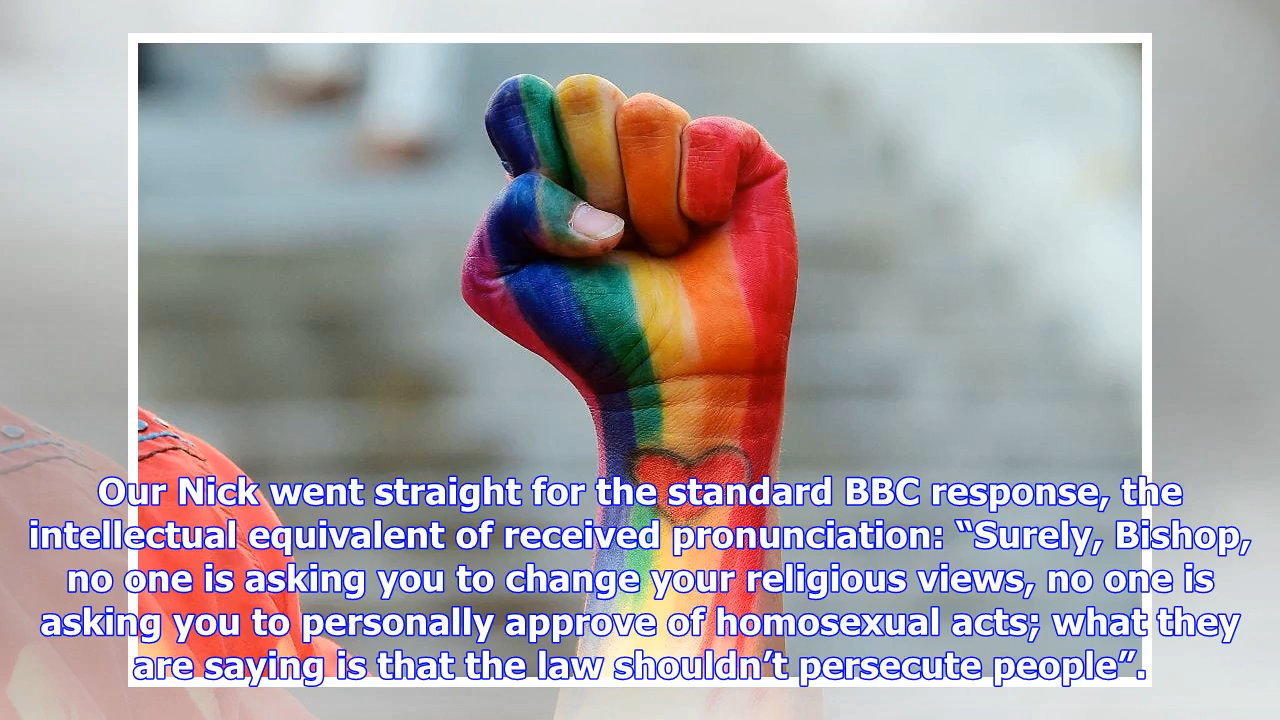 Our Nick went straight for the standard BBC response, the
intellectual equivalent of received pronunciation: “Surely, Bishop,
no one is asking you to change your religious views, no one is
asking you to personally approve of homosexual acts; what they
are saying is that the law shouldn’t persecute people”.